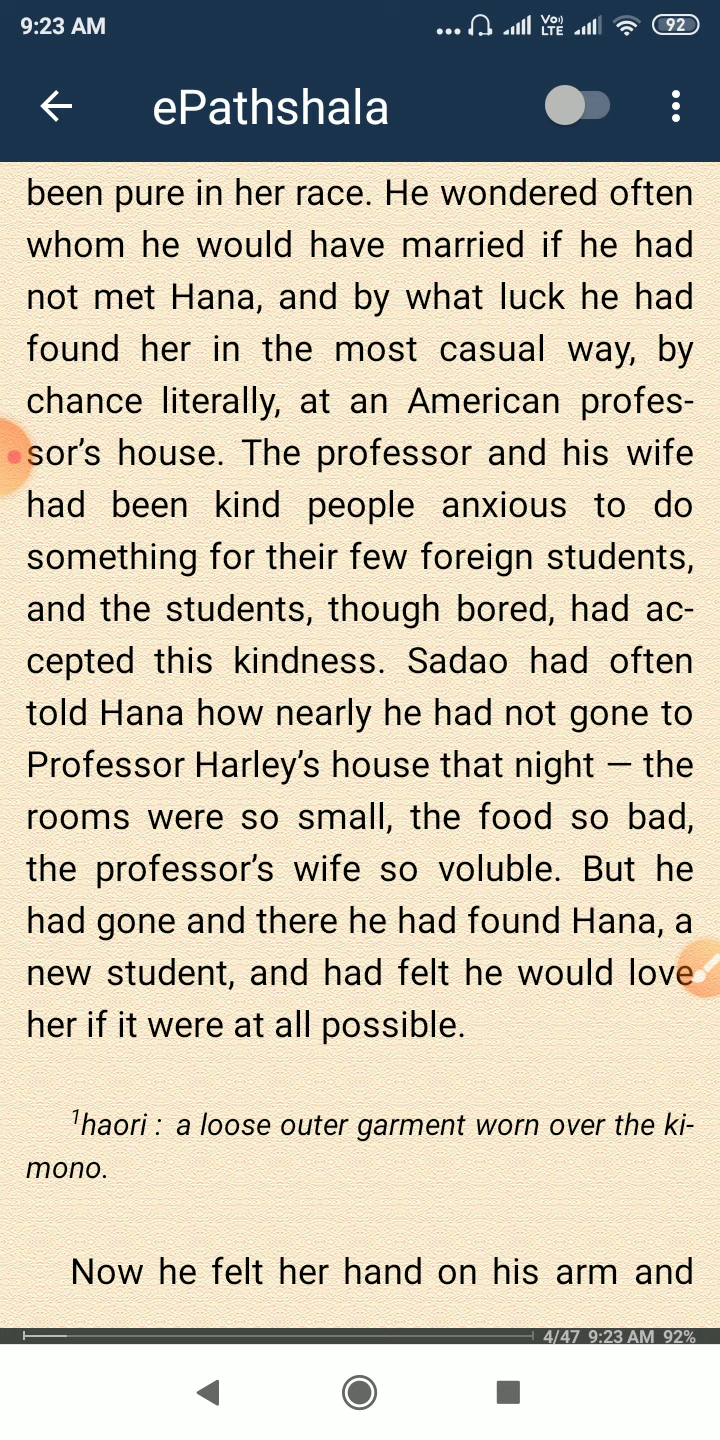 9:23 AM
Vo)) LTE
92
ePathshala
been pure in her race. He wondered often
whom he would have married if he had
not met Hana, and by what luck he had
found her in the most casual way, by
chance literally, at an American profes-
sor’s house. The professor and his wife
had been kind people anxious to do
something for their few foreign students,
and the students, though bored, had ac-
cepted this kindness. Sadao had often
told Hana how nearly he had not gone to
Professor Harley’s house that night — the
rooms were so small, the food so bad,
the professor’s wife so voluble. But he
had gone and there he had found Hana, a
new student, and had felt he would love
her if it were at all possible.
¹haori : a loose outer garment worn over the ki-
mono.
Now he felt her hand on his arm and
4/47 9:23 AM 92%